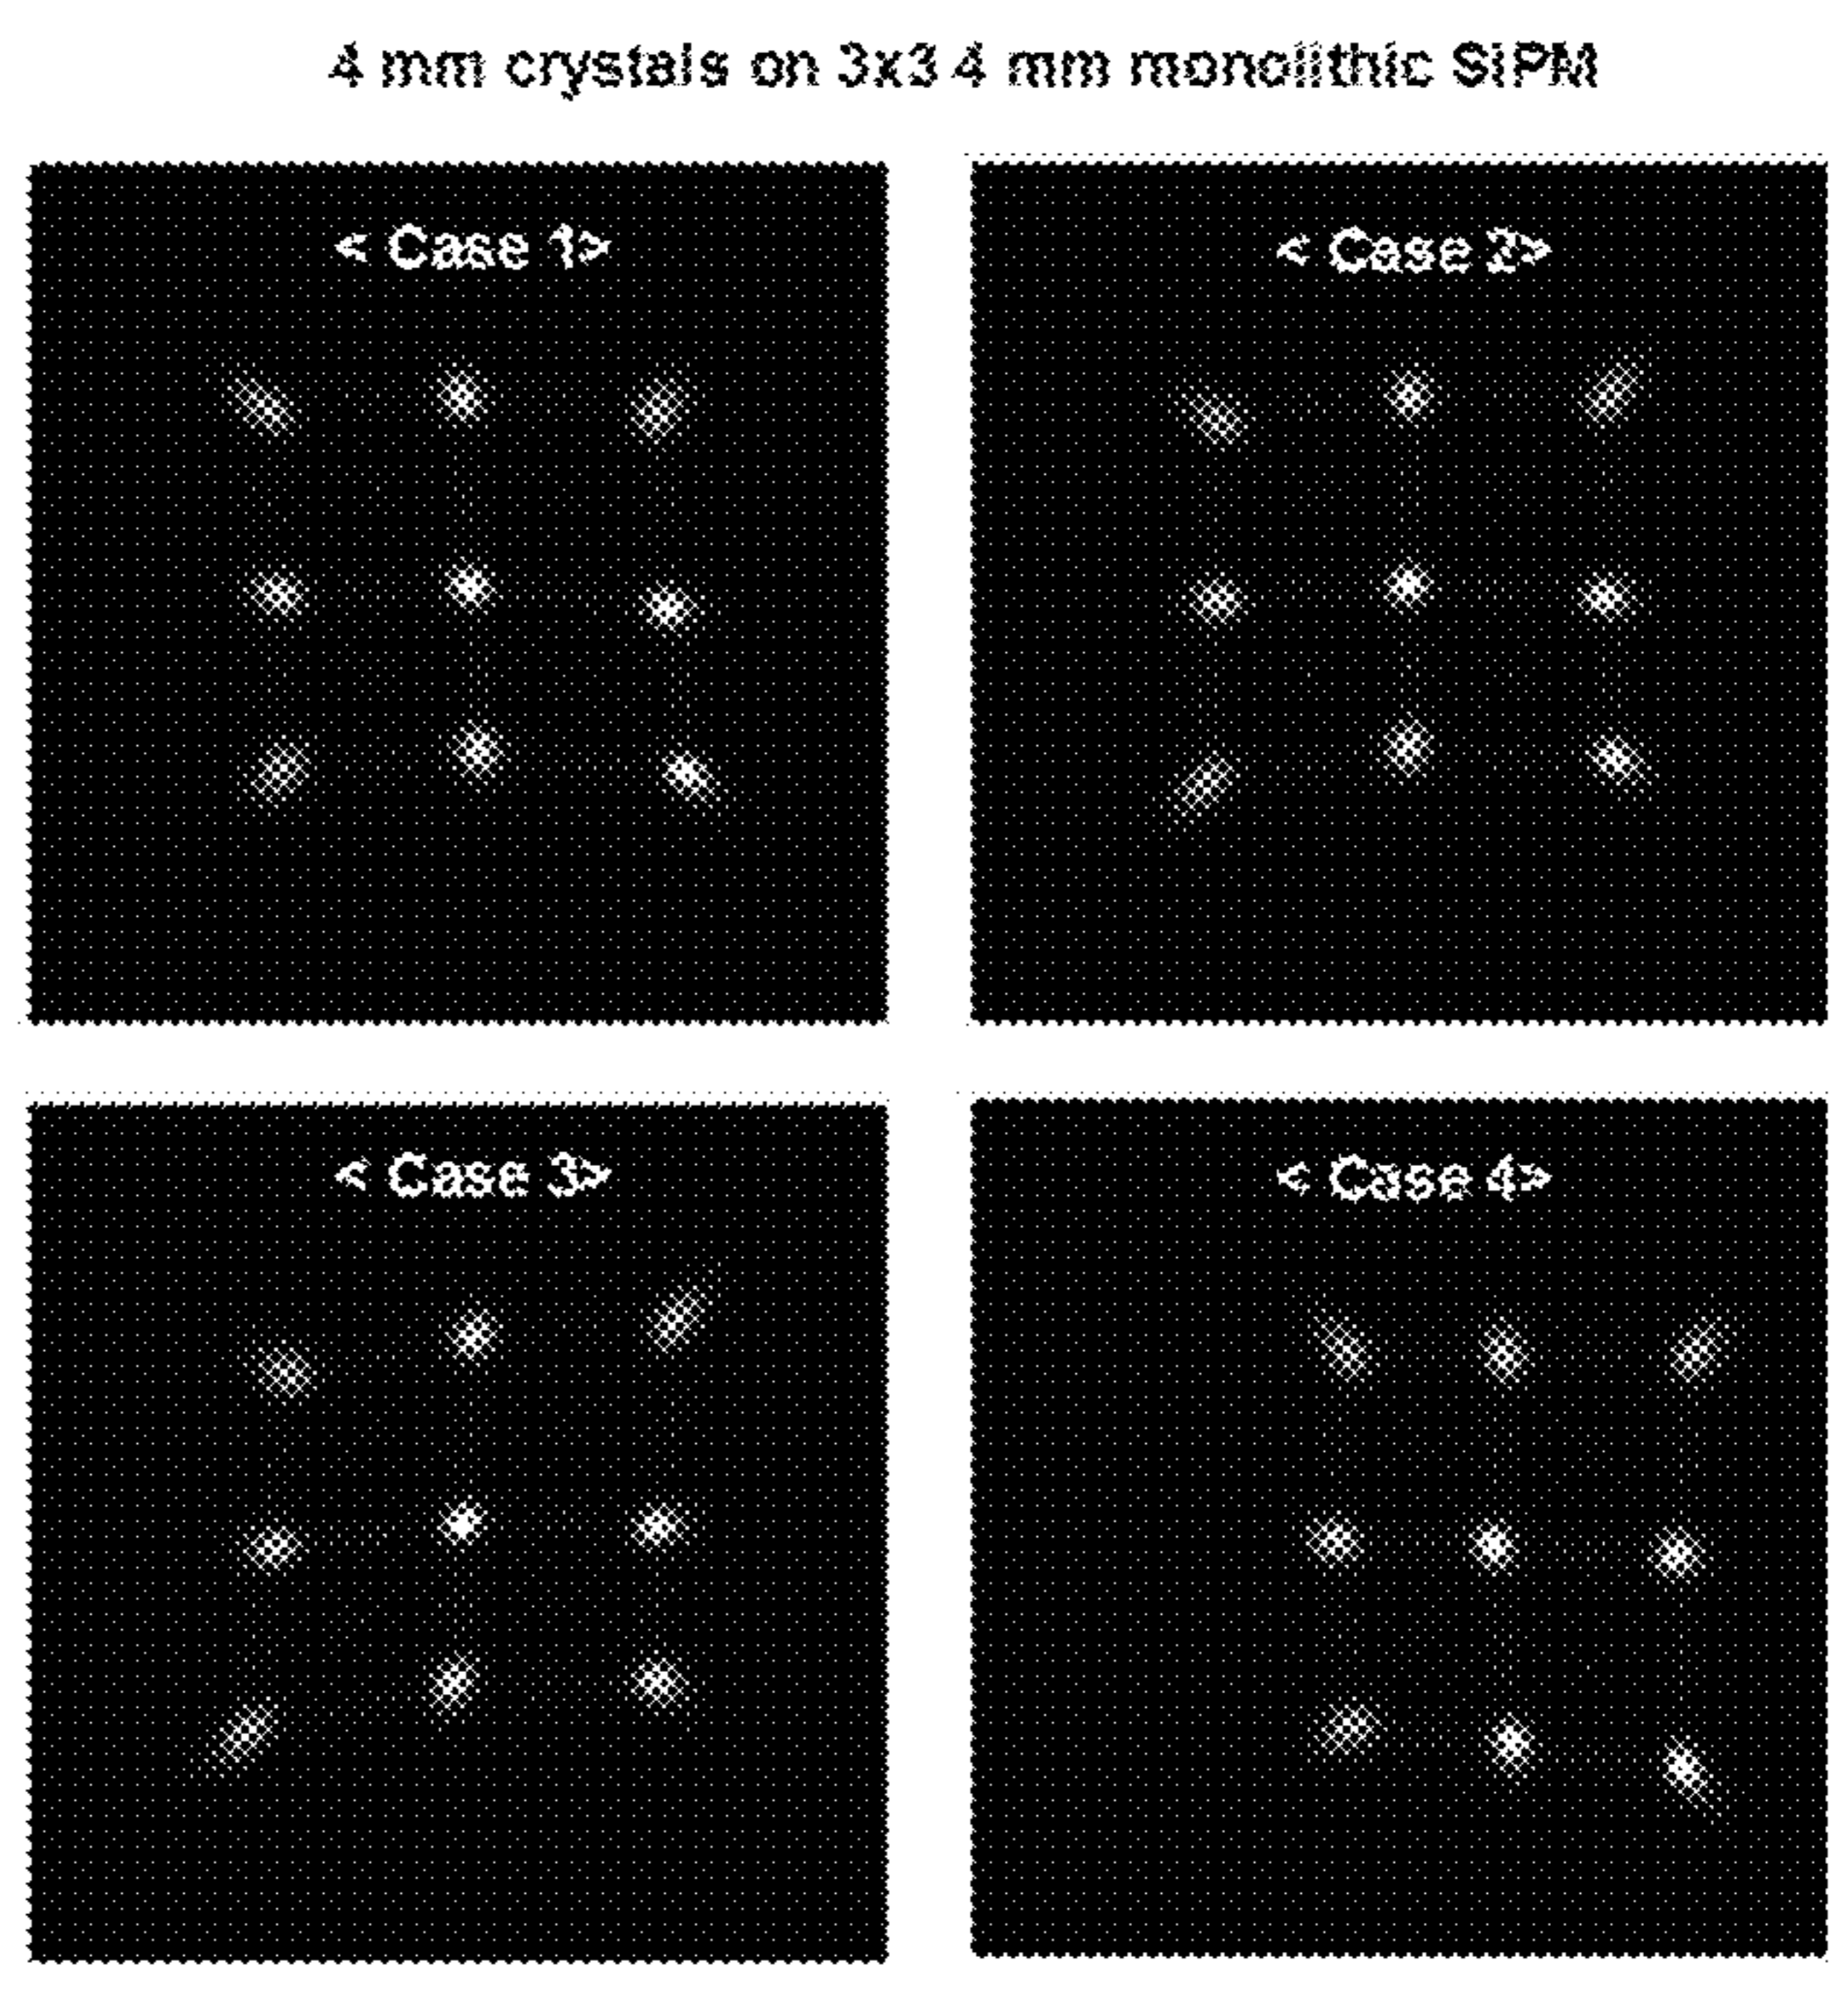 4 mm crystals on 3x3 4 mm monolithic SiPM
< Case 1>
< Case 2>
< Case 3>
< Case 4>